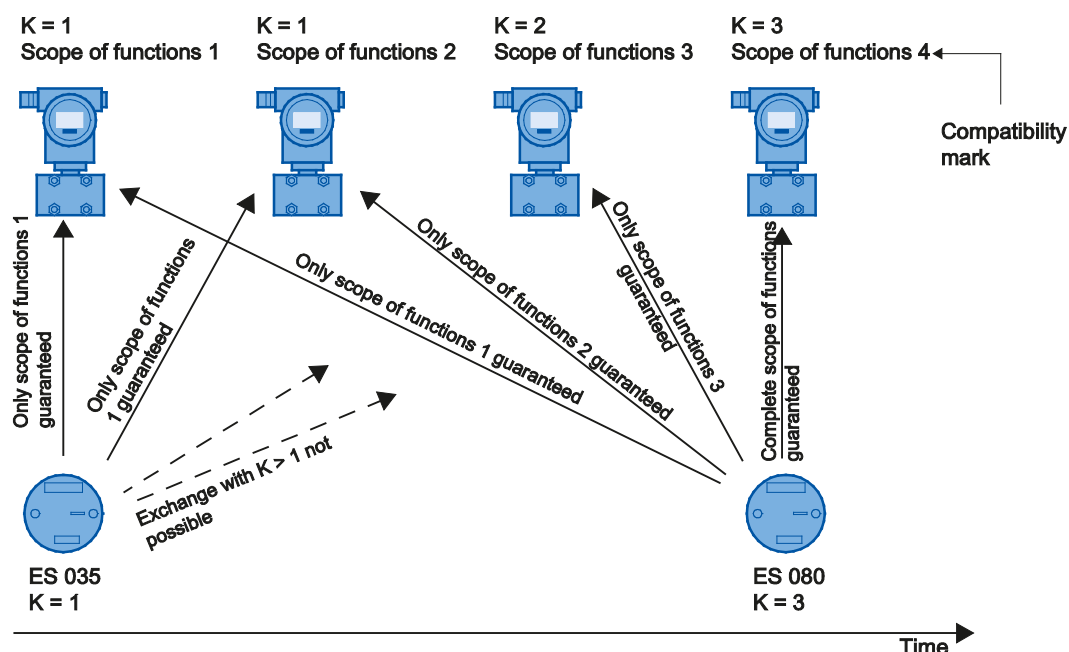 K = 1
Scope of functions 1
K = 1
Scope of functions 2
K = 2
Scope of functions 3
K = 3
Scope of functions 4
Compatibility
mark
Only scope of functions 1
guaranteed
Only scope of functions
1 guaranteed
Only scope of functions 1 guaranteed
Only scope of functions 2 guaranteed
Only scope of functions 3
guaranteed
Complete scope of functions
guaranteed
Exchange with K > 1 not
possible
ES 035
K = 1
ES 080
K = 3
Time